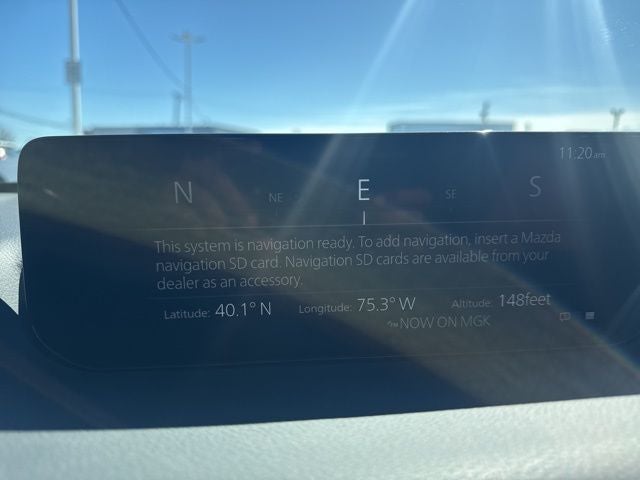 11:20am
N NE E SE S
This system is navigation ready. To add navigation, insert a Mazda
navigation SD card. Navigation SD cards are available from your
dealer as an accessory.
Latitude: 40.1° N Longitude: 75.3° W Altitude: 148feet
NOW ON MGK